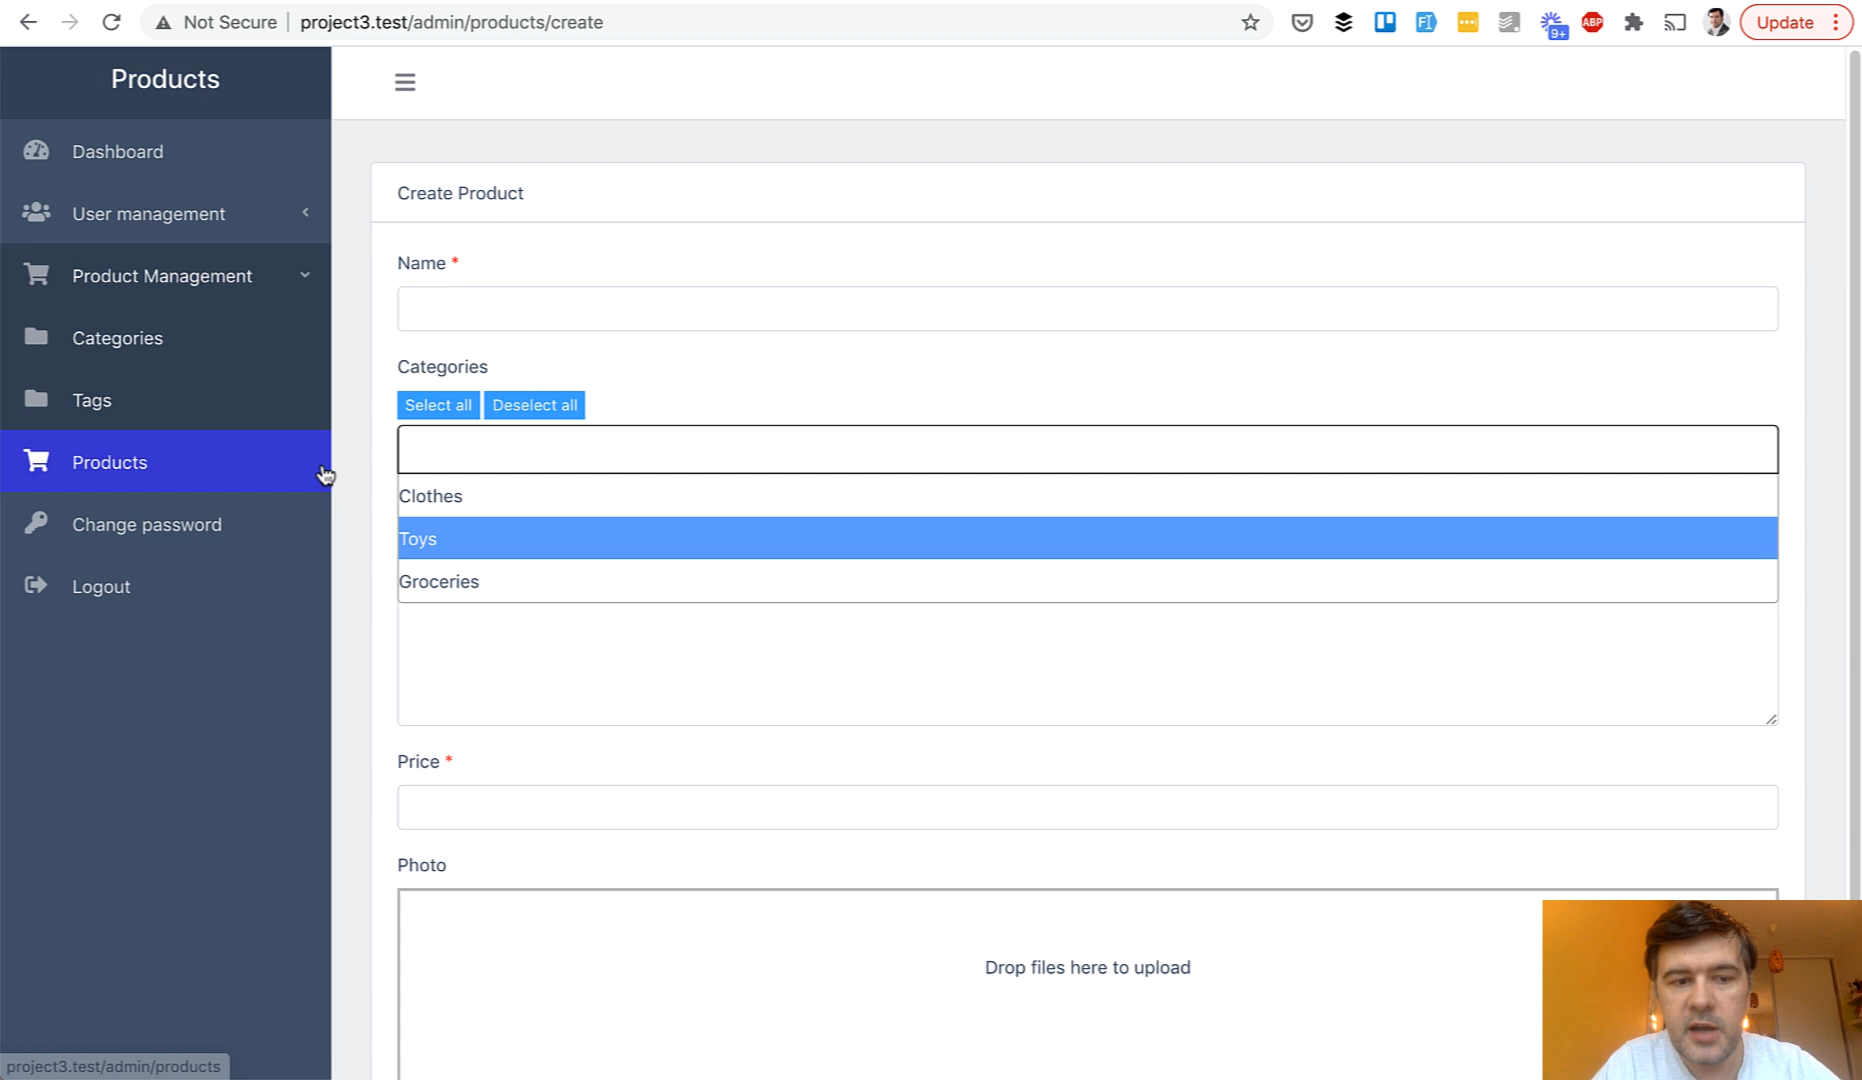 Not Secure
project3.test/admin/products/create
9+
ABP
Update
Products
Dashboard
User management
Product Management
Categories
Tags
Products
Change password
Logout
Create Product
Name *
Categories
Select all
Deselect all
Clothes
Toys
Groceries
Price *
Photo
Drop files here to upload
project3.test/admin/products